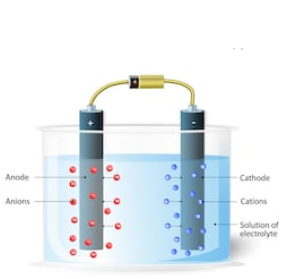 +
-
Anode
Cathode
Anions
Cations
Solution of
electrolyte